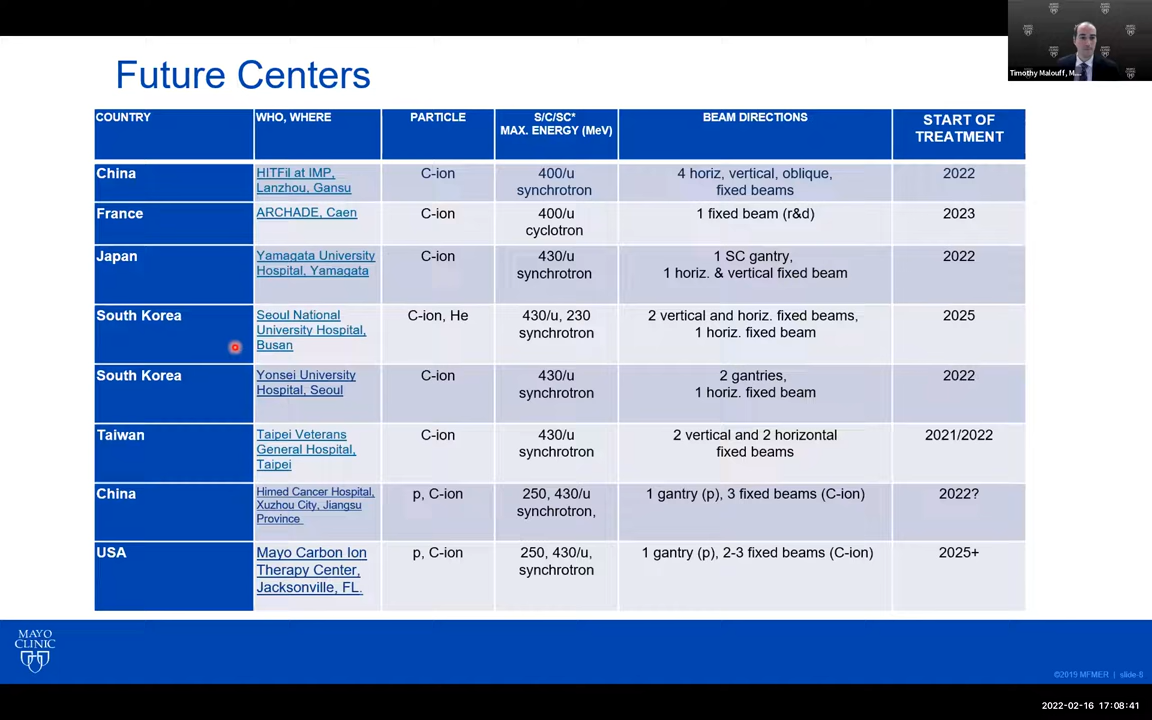 Timothy Malouff, M...
Future Centers
COUNTRY
WHO, WHERE
PARTICLE
S/C/SC*
MAX. ENERGY (MeV)
BEAM DIRECTIONS
START OF
TREATMENT
China
HITFil at IMP,
Lanzhou, Gansu
C-ion
400/u
synchrotron
4 horiz, vertical, oblique,
fixed beams
2022
France
ARCHADE, Caen
C-ion
400/u
cyclotron
1 fixed beam (r&d)
2023
Japan
Yamagata University
Hospital, Yamagata
C-ion
430/u
synchrotron
1 SC gantry,
1 horiz. & vertical fixed beam
2022
South Korea
Seoul National
University Hospital,
Busan
C-ion, He
430/u, 230
synchrotron
2 vertical and horiz. fixed beams,
1 horiz. fixed beam
2025
South Korea
Yonsei University
Hospital, Seoul
C-ion
430/u
synchrotron
2 gantries,
1 horiz. fixed beam
2022
Taiwan
Taipei Veterans
General Hospital,
Taipei
C-ion
430/u
synchrotron
2 vertical and 2 horizontal
fixed beams
2021/2022
China
Himed Cancer Hospital,
Xuzhou City, Jiangsu
Province
p, C-ion
250, 430/u
synchrotron,
1 gantry (p), 3 fixed beams (C-ion)
2022?
USA
Mayo Carbon Ion
Therapy Center,
Jacksonville, FL.
p, C-ion
250, 430/u,
synchrotron
1 gantry (p), 2-3 fixed beams (C-ion)
2025+
MAYO
CLINIC
©2019 MFMER | slide-8
2022-02-16 17:08:41